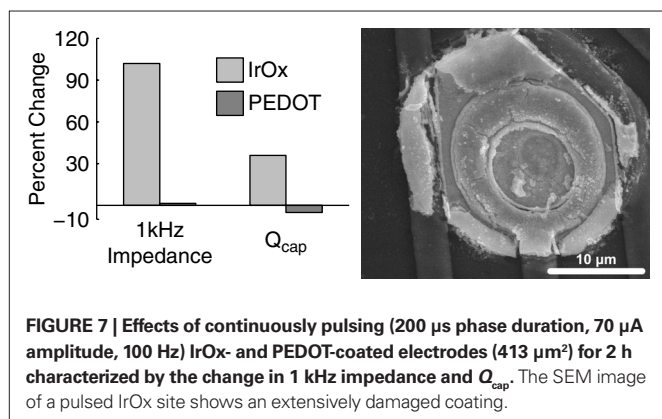 120
90
60
30
−10
Percent Change
IrOx
PEDOT
1kHz
Impedance
Qcap
10 µm
FIGURE 7 | Effects of continuously pulsing (200 µs phase duration, 70 µA
amplitude, 100 Hz) IrOx- and PEDOT-coated electrodes (413 µm²) for 2 h
characterized by the change in 1 kHz impedance and Qcap. The SEM image
of a pulsed IrOx site shows an extensively damaged coating.